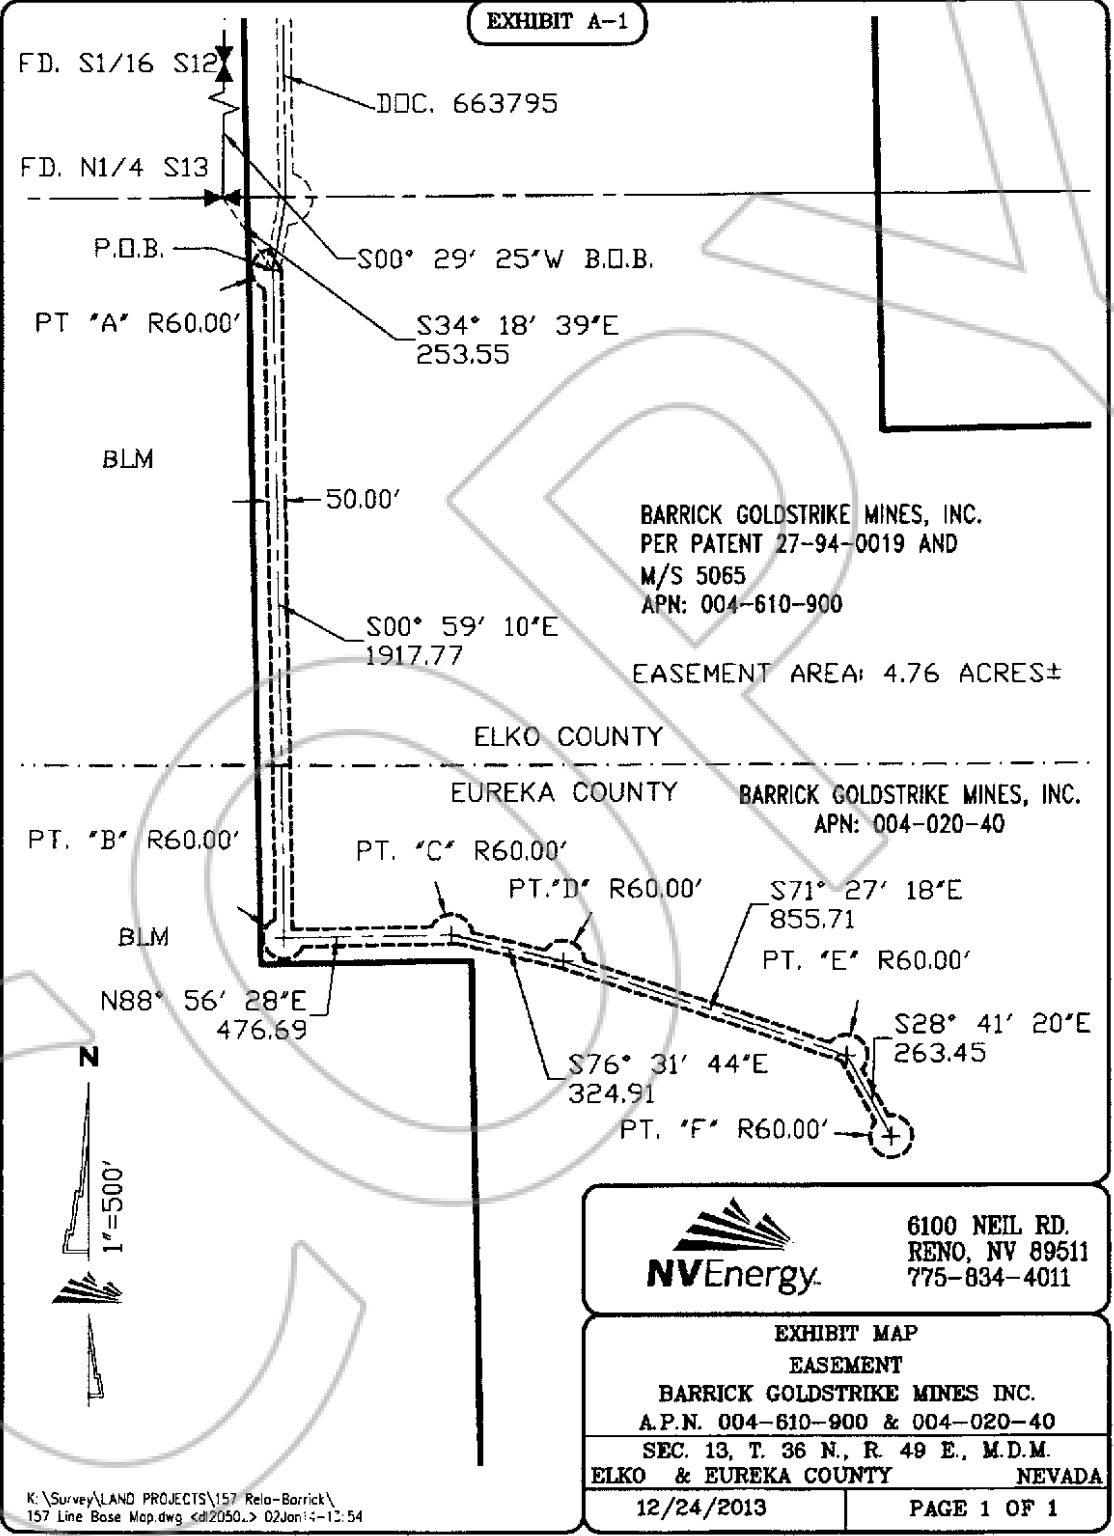 EXHIBIT A-1
FD. S1/16 S12
DOC. 663795
FD. N1/4 S13
P.O.B.
S00° 29' 25"W B.O.B.
PT "A" R60.00'
S34° 18' 39"E
253.55
BLM
50.00'
BARRICK GOLDSTRIKE MINES, INC.
PER PATENT 27-94-0019 AND
M/S 5065
APN: 004-610-900
S00° 59' 10"E
1917.77
EASEMENT AREA: 4.76 ACRES±
ELKO COUNTY
EUREKA COUNTY
BARRICK GOLDSTRIKE MINES, INC.
APN: 004-020-40
PT. "B" R60.00'
PT. "C" R60.00'
PT."D" R60.00'
S71° 27' 18"E
855.71
BLM
PT. "E" R60.00'
N88° 56' 28"E
476.69
S28° 41' 20"E
263.45
S76° 31' 44"E
324.91
PT. "F" R60.00'
N
1"=500'
COPY
NVEnergy
6100 NEIL RD.
RENO, NV 89511
775-834-4011
EXHIBIT MAP
EASEMENT
BARRICK GOLDSTRIKE MINES INC.
A.P.N. 004-610-900 & 004-020-40
SEC. 13, T. 36 N., R. 49 E., M.D.M.
ELKO & EUREKA COUNTY NEVADA
12/24/2013
PAGE 1 OF 1
K:\Survey\LAND PROJECTS\157 Relo-Barrick\
157 Line Base Map.dwg